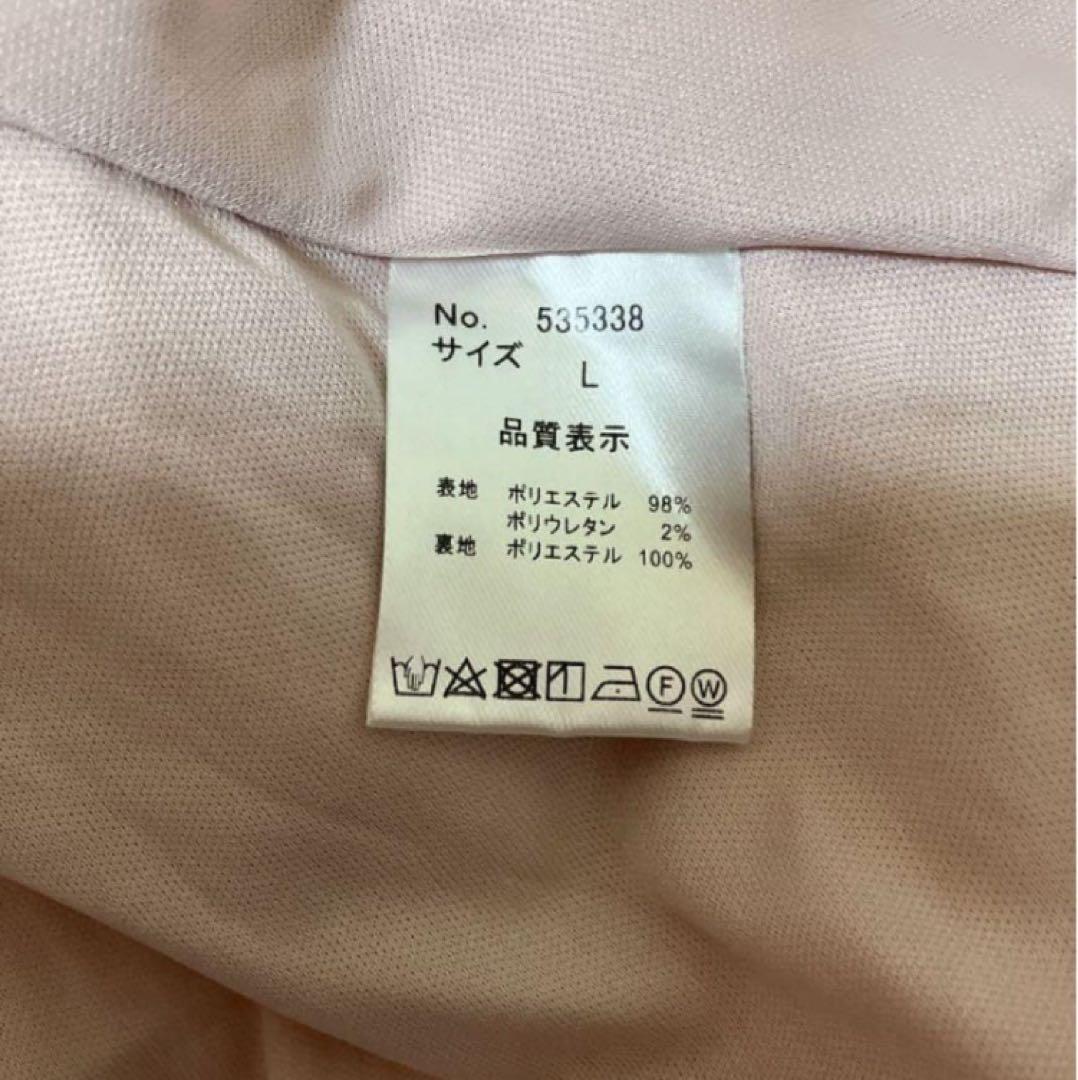 No. 535338
サイズ L
品質表示
表地 ポリエステル 98%
ポリウレタン 2%
裏地 ポリエステル 100%
F W